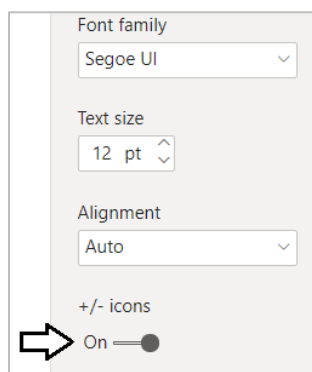 Font family
Segoe UI
Text size
12 pt
Alignment
Auto
+/- icons
On